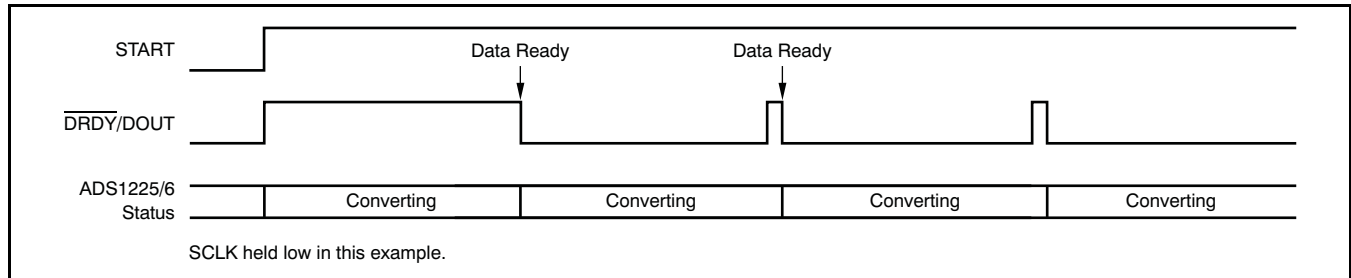 START
Data Ready
Data Ready
DRDY/DOUT
ADS1225/6
Status
Converting
Converting
Converting
Converting
SCLK held low in this example.